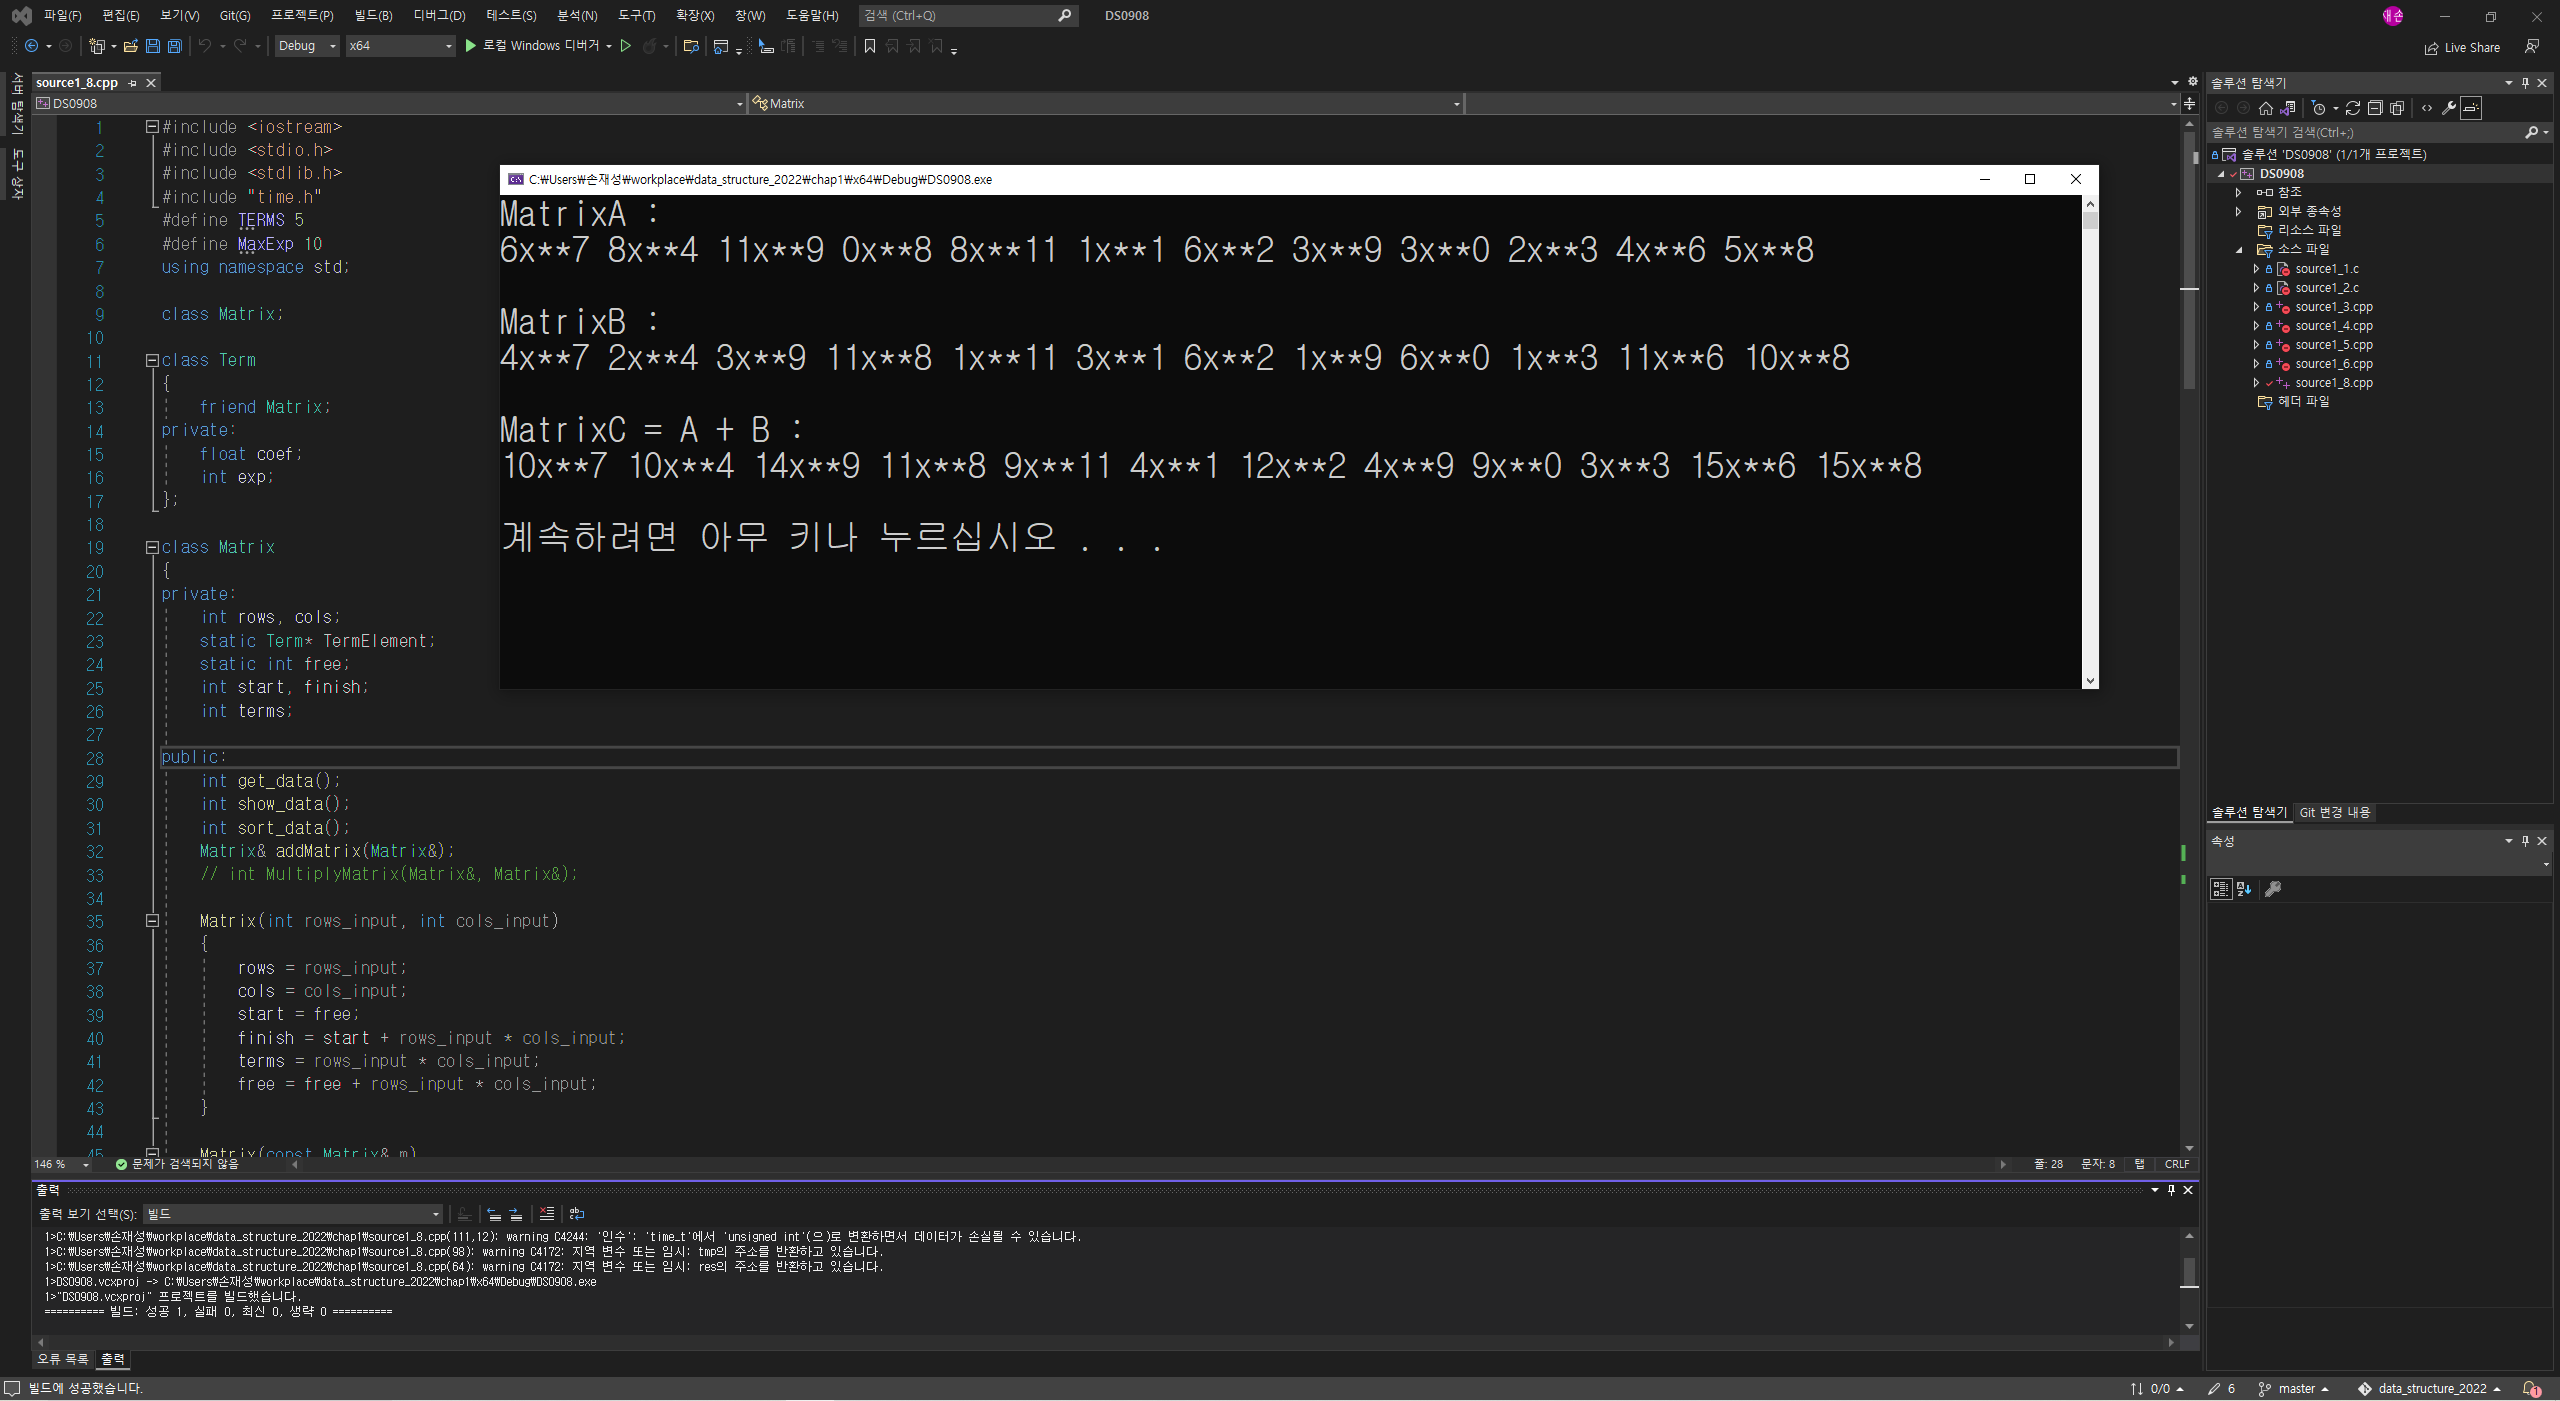 파일(F) 편집(E) 보기(V) Git(G) 프로젝트(P) 빌드(B) 디버그(D) 테스트(S) 분석(N) 도구(T) 확장(X) 창(W) 도움말(H) 검색 (Ctrl+Q) DS0908 재손
Debug x64 로컬 Windows 디버거 Live Share
서버 탐색기
도구 상자
source1_8.cpp
DS0908 Matrix
1 #include <iostream>
2 #include <stdio.h>
3 #include <stdlib.h>
4 #include "time.h"
5 #define TERMS 5
6 #define MaxExp 10
7 using namespace std;
8
9 class Matrix;
10
11 class Term
12 {
13 friend Matrix;
14 private:
15 float coef;
16 int exp;
17 };
18
19 class Matrix
20 {
21 private:
22 int rows, cols;
23 static Term* TermElement;
24 static int free;
25 int start, finish;
26 int terms;
27
28 public:
29 int get_data();
30 int show_data();
31 int sort_data();
32 Matrix& addMatrix(Matrix&);
33 // int MultiplyMatrix(Matrix&, Matrix&);
34
35 Matrix(int rows_input, int cols_input)
36 {
37 rows = rows_input;
38 cols = cols_input;
39 start = free;
40 finish = start + rows_input * cols_input;
41 terms = rows_input * cols_input;
42 free = free + rows_input * cols_input;
43 }
44
45 Matrix(const Matrix& m)
C:\Users\손재성\workplace\data_structure_2022\chap1\x64\Debug\DS0908.exe
MatrixA :
6x**7 8x**4 11x**9 0x**8 8x**11 1x**1 6x**2 3x**9 3x**0 2x**3 4x**6 5x**8
MatrixB :
4x**7 2x**4 3x**9 11x**8 1x**11 3x**1 6x**2 1x**9 6x**0 1x**3 11x**6 10x**8
MatrixC = A + B :
10x**7 10x**4 14x**9 11x**8 9x**11 4x**1 12x**2 4x**9 9x**0 3x**3 15x**6 15x**8
계속하려면 아무 키나 누르십시오 . . .
146 % 문제가 검색되지 않음 줄: 28 문자: 8 탭 CRLF
출력
출력 보기 선택(S): 빌드
1>C:\Users\손재성\workplace\data_structure_2022\chap1\source1_8.cpp(111,12): warning C4244: '인수': 'time_t'에서 'unsigned int'(으)로 변환하면서 데이터가 손실될 수 있습니다.
1>C:\Users\손재성\workplace\data_structure_2022\chap1\source1_8.cpp(98): warning C4172: 지역 변수 또는 임시: tmp의 주소를 반환하고 있습니다.
1>C:\Users\손재성\workplace\data_structure_2022\chap1\source1_8.cpp(64): warning C4172: 지역 변수 또는 임시: res의 주소를 반환하고 있습니다.
1>DS0908.vcxproj -> C:\Users\손재성\workplace\data_structure_2022\chap1\x64\Debug\DS0908.exe
1>"DS0908.vcxproj" 프로젝트를 빌드했습니다.
========== 빌드: 성공 1, 실패 0, 최신 0, 생략 0 ==========
오류 목록 출력
솔루션 탐색기
솔루션 탐색기 검색(Ctrl+;)
솔루션 'DS0908' (1/1개 프로젝트)
DS0908
참조
외부 종속성
리소스 파일
소스 파일
source1_1.c
source1_2.c
source1_3.cpp
source1_4.cpp
source1_5.cpp
source1_6.cpp
source1_8.cpp
헤더 파일
솔루션 탐색기 Git 변경 내용
속성
빌드에 성공했습니다. 0/0 6 master data_structure_2022 1